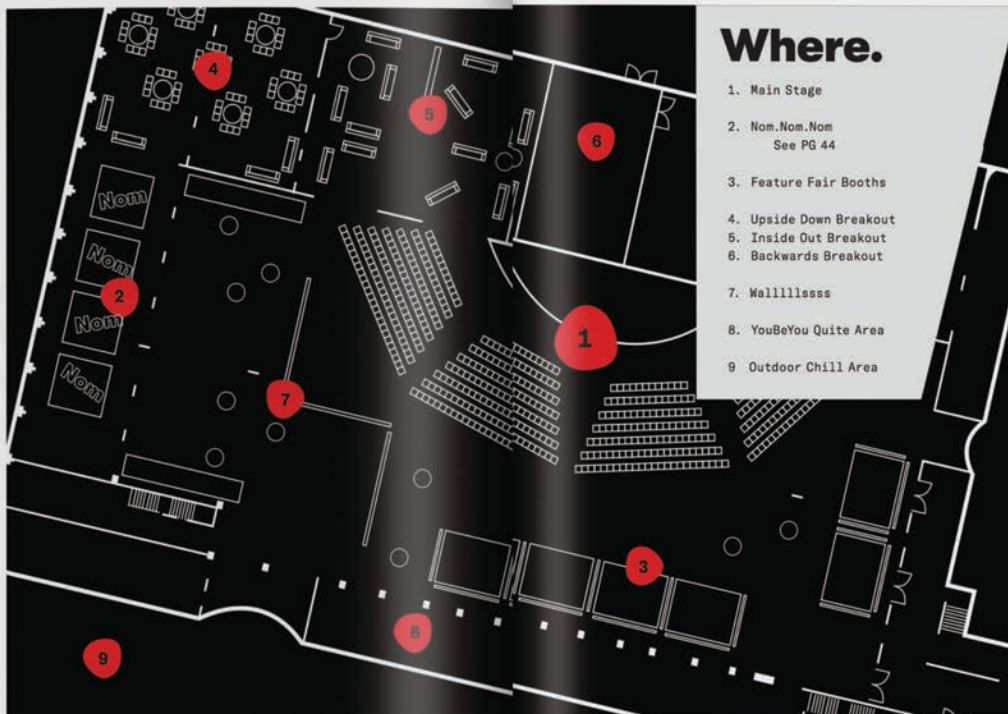 Where.
1. Main Stage
2. Nom.Nom.Nom
See PG 44
3. Feature Fair Booths
4. Upside Down Breakout
5. Inside Out Breakout
6. Backwards Breakout
7. Walllllssss
8. YouBeYou Quite Area
9 Outdoor Chill Area
4
5
6
Nom
Nom
2
Nom
Nom
1
7
3
8
9